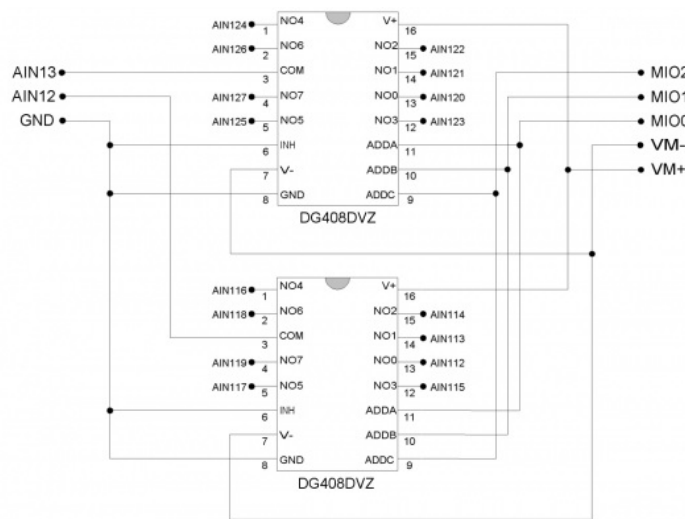 AIN124 NO4 V+
1 16
AIN126 NO6 NO2 AIN122
2 15
AIN13 COM NO1 AIN121 MIO2
3 14
AIN12 AIN127 NO7 NO0 AIN120 MIO1
4 13
GND AIN125 NO5 NO3 AIN123 MIO0
5 12
INH ADDA VM-
6 11
V- ADDB VM+
7 10
GND ADDC
8 9
DG408DVZ
AIN116 NO4 V+
1 16
AIN118 NO6 NO2 AIN114
2 15
COM NO1 AIN113
3 14
AIN119 NO7 NO0 AIN112
4 13
AIN117 NO5 NO3 AIN115
5 12
INH ADDA
6 11
V- ADDB
7 10
GND ADDC
8 9
DG408DVZ